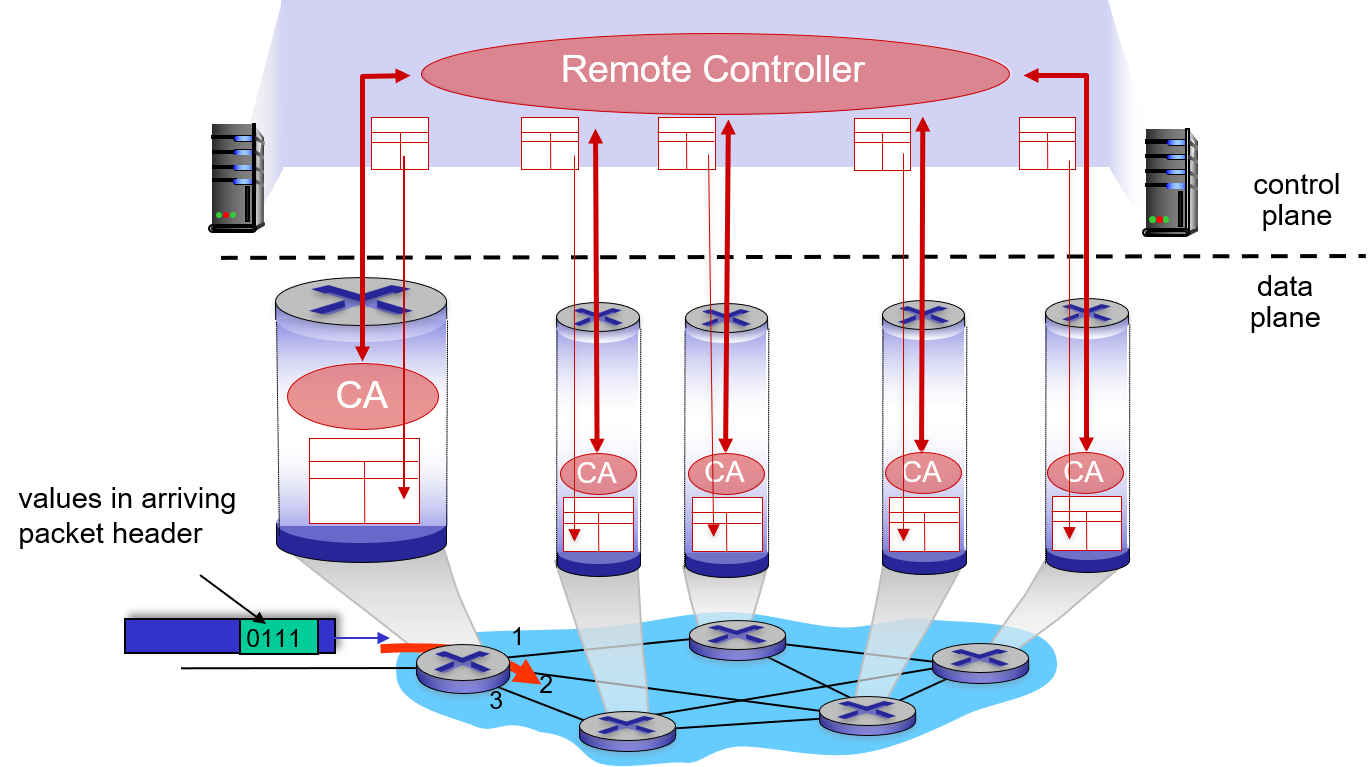 Remote Controller
control
plane
data
plane
CA
CA
CA
CA
CA
values in arriving
packet header
0111
1
2
3